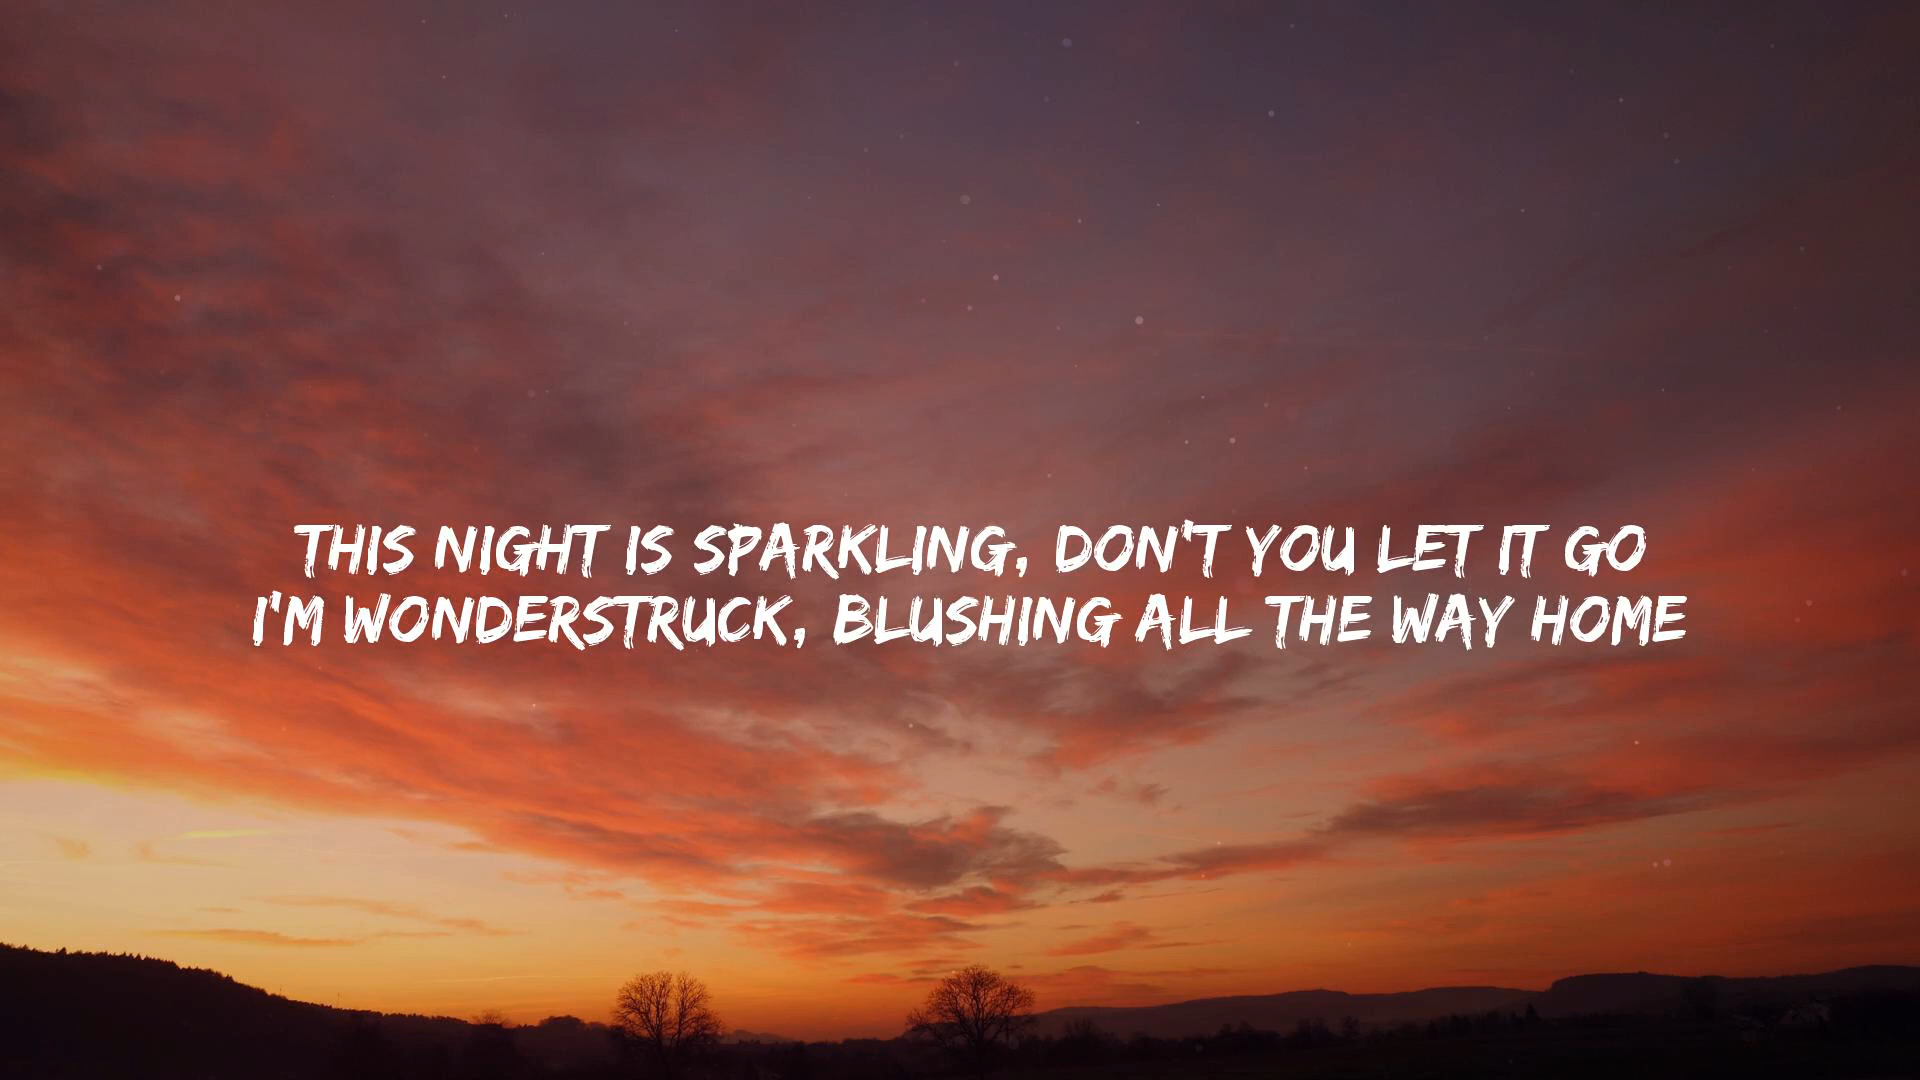 THIS NIGHT IS SPARKLING, DON'T YOU LET IT GO
I'M WONDERSTRUCK, BLUSHING ALL THE WAY HOME